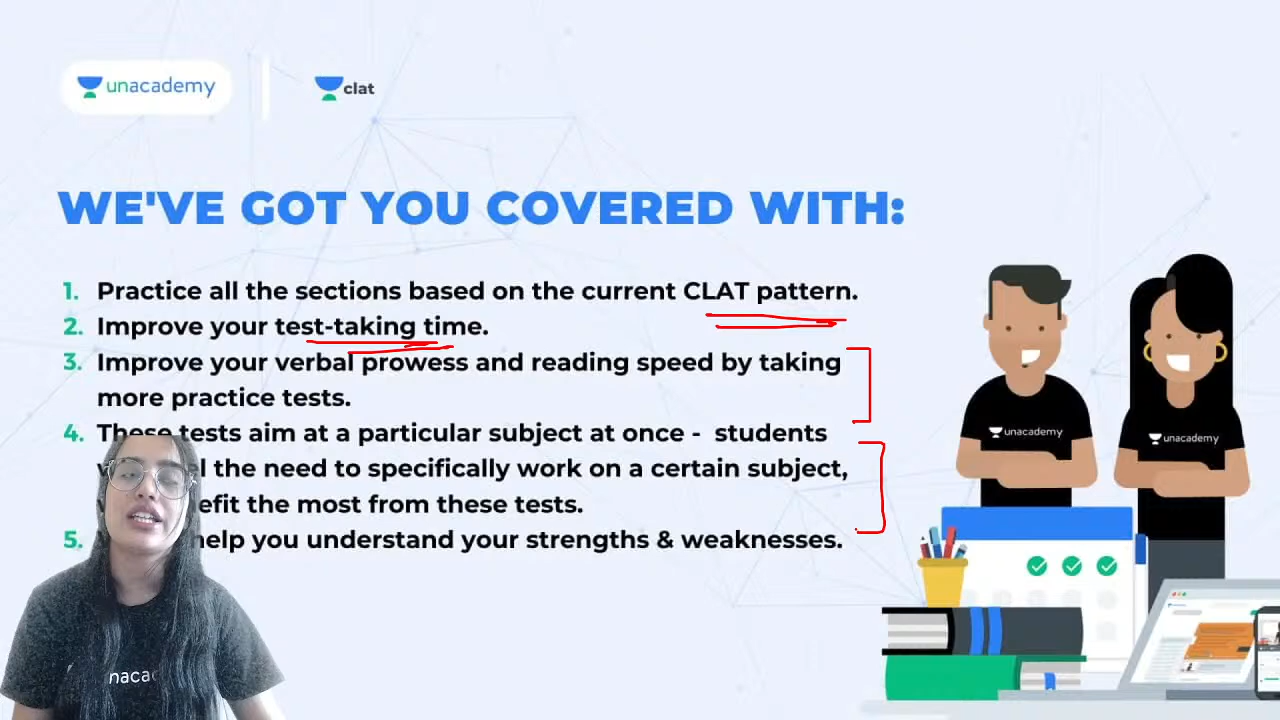 unacademy
clat
WE'VE GOT YOU COVERED WITH:
1. Practice all the sections based on the current CLAT pattern.
2. Improve your test-taking time.
3. Improve your verbal prowess and reading speed by taking
more practice tests.
4. These tests aim at a particular subject at once - students
the need to specifically work on a certain subject,
the most from these tests.
5. help you understand your strengths & weaknesses.
unacademy
unacademy
nacad